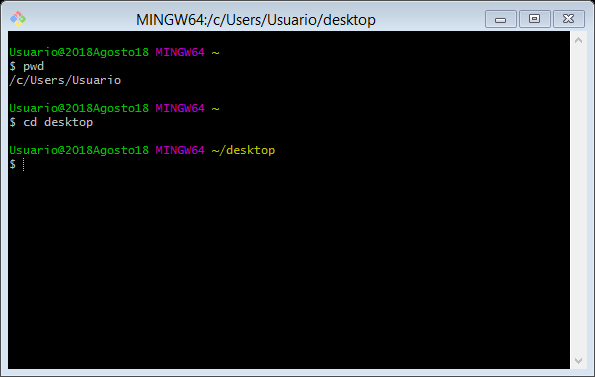 MINGW64:/c/Users/Usuario/desktop
Usuario@2018Agosto18 MINGW64 ~
$ pwd
/c/Users/Usuario
Usuario@2018Agosto18 MINGW64 ~
$ cd desktop
Usuario@2018Agosto18 MINGW64 ~/desktop
$